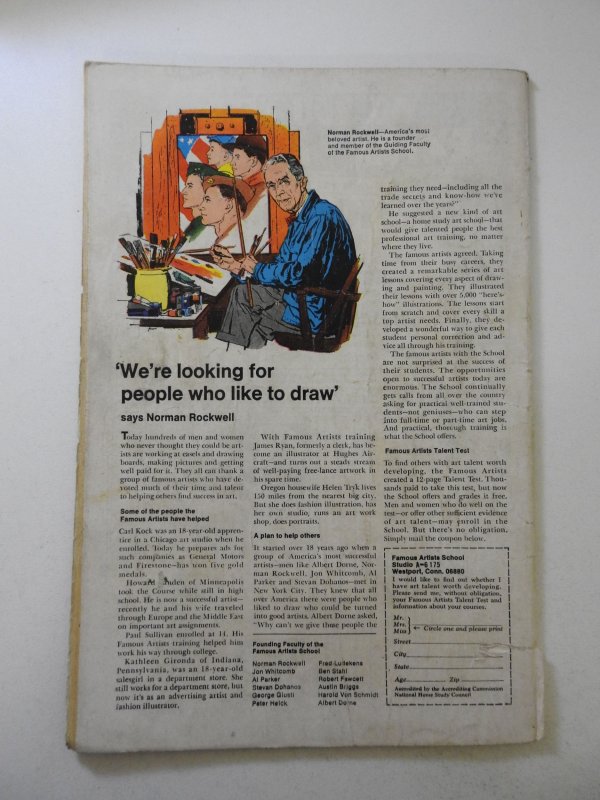 Norman Rockwell—America's most
beloved artist. He is a founder
and member of the Guiding Faculty
of the Famous Artists School.
'We're looking for
people who like to draw'
says Norman Rockwell
Today hundreds of men and women
who never thought they could be art-
ists are working at easels and drawing
boards, making pictures and getting
well paid for it. They all can thank a
group of famous artists who have de-
voted much of their time and talent
to helping others find success in art.
Some of the people the
Famous Artists have helped
Carl Kock was an 18-year-old appren-
tice in a Chicago art studio when he
enrolled. Today he prepares ads for
such companies as General Motors
and Firestone—has won five gold
medals.
Howard of Minneapolis
took the Course while still in high
school. He is now a successful artist—
recently he and his wife traveled
through Europe and the Middle East
on important art assignments.
Paul Sullivan enrolled at 14. His
Famous Artists training helped him
work his way through college.
Kathleen Gironda of Indiana,
Pennsylvania, was an 18-year-old
salesgirl in a department store. She
still works for a department store, but
now it's as an advertising artist and
fashion illustrator.
With Famous Artists training
James Ryan, formerly a clerk, has be-
come an illustrator at Hughes Air-
craft—and turns out a steady stream
of well-paying free-lance artwork in
his spare time.
Oregon housewife Helen Tryk lives
150 miles from the nearest big city.
But she does fashion illustration, has
her own studio, runs an art work
shop, does portraits.
A plan to help others
It started over 18 years ago when a
group of America's most successful
artists—men like Albert Dorne, Nor-
man Rockwell, Jon Whitcomb, Al
Parker and Stevan Dohanos—met in
New York City. They knew that all
over America there were people who
liked to draw who could be turned
into good artists. Albert Dorne asked,
"Why can't we give those people the
Founding Faculty of the
Famous Artists School
Norman Rockwell
Jon Whitcomb
Al Parker
Stevan Dohanos
George Giusti
Peter Helck
Fred Ludekens
Ben Stahl
Robert Fawcett
Austin Briggs
Harold Von Schmidt
Albert Dorne
training they need—including all the
trade secrets and know-how we've
learned over the years?"
He suggested a new kind of art
school—a home study art school—that
would give talented people the best
professional art training, no matter
where they live.
The famous artists agreed. Taking
time from their busy careers, they
created a remarkable series of art
lessons covering every aspect of draw-
ing and painting. They illustrated
their lessons with over 5,000 "here's-
how" illustrations. The lessons start
from scratch and cover every skill a
top artist needs. Finally, they de-
veloped a wonderful way to give each
student personal correction and ad-
vice all through his training.
The famous artists with the School
are not surprised at the success of
their students. The opportunities
open to successful artists today are
enormous. The School continually
gets calls from all over the country
asking for practical well-trained stu-
dents—not geniuses—who can step
into full-time or part-time art jobs.
And practical, thorough training is
what the School offers.
Famous Artists Talent Test
To find others with art talent worth
developing, the Famous Artists
created a 12-page Talent Test. Thou-
sands paid to take this test, but now
the School offers and grades it free.
Men and women who do well on the
test—or offer other sufficient evidence
of art talent—may enroll in the
School. But there's no obligation.
Simply mail the coupon below.
Famous Artists School
Studio A-6175
Westport, Conn. 06880
I would like to find out whether I
have art talent worth developing.
Please send me, without obligation,
your Famous Artists Talent Test and
information about your courses.
Mr.
Mrs.
Miss
Circle one and please print
Street
City
State
Age Zip
Accredited by the Accrediting Commission
National Home Study Council